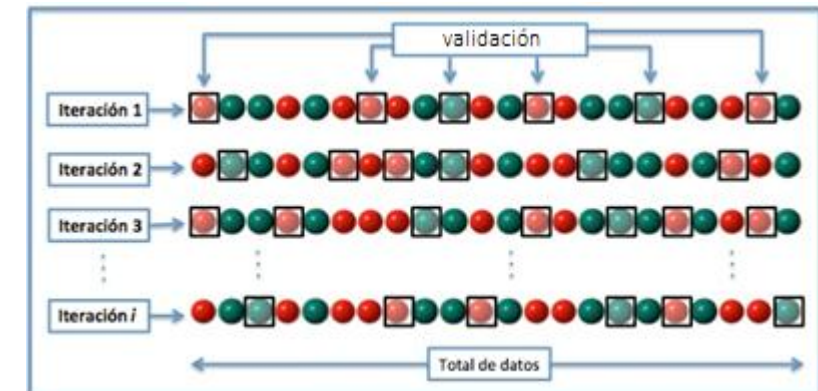 validación
Iteración 1
Iteración 2
Iteración 3
Iteración i
Total de datos